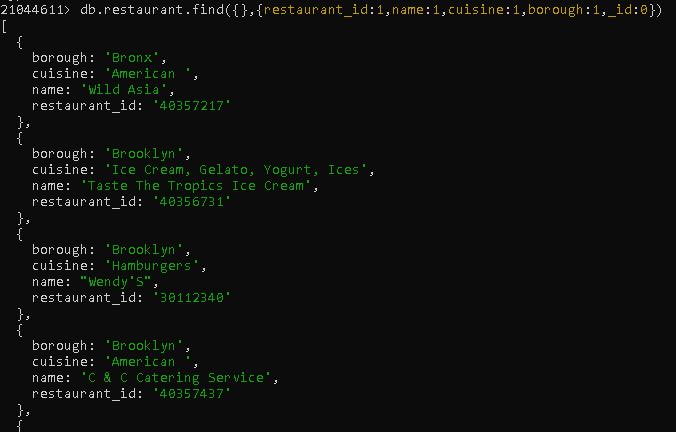 21044611> db.restaurant.find({},{restaurant_id:1,name:1,cuisine:1,borough:1,_id:0})
[
  {
    borough: 'Bronx',
    cuisine: 'American ',
    name: 'Wild Asia',
    restaurant_id: '40357217'
  },
  {
    borough: 'Brooklyn',
    cuisine: 'Ice Cream, Gelato, Yogurt, Ices',
    name: 'Taste The Tropics Ice Cream',
    restaurant_id: '40356731'
  },
  {
    borough: 'Brooklyn',
    cuisine: 'Hamburgers',
    name: "Wendy'S",
    restaurant_id: '30112340'
  },
  {
    borough: 'Brooklyn',
    cuisine: 'American ',
    name: 'C & C Catering Service',
    restaurant_id: '40357437'
  },
  {